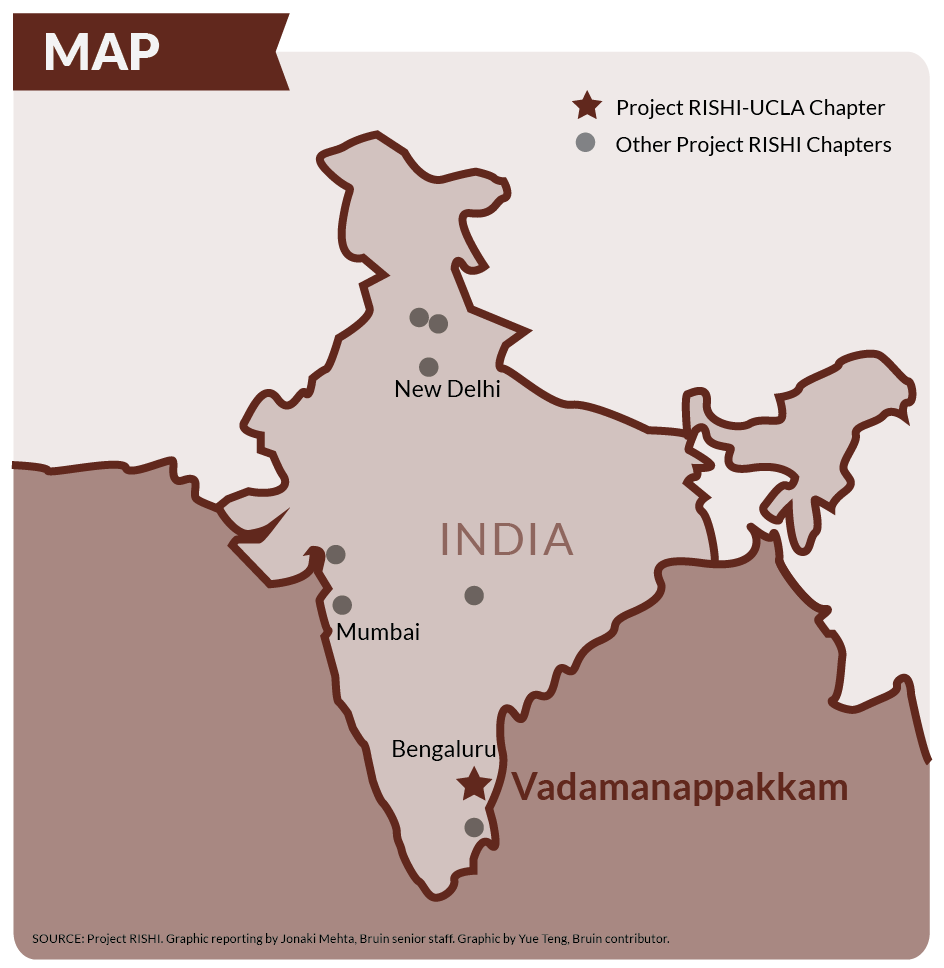 MAP
Project RISHI-UCLA Chapter
Other Project RISHI Chapters
New Delhi
INDIA
Mumbai
Bengaluru
Vadamanappakkam
SOURCE: Project RISHI. Graphic reporting by Jonaki Mehta, Bruin senior staff. Graphic by Yue Teng, Bruin contributor.